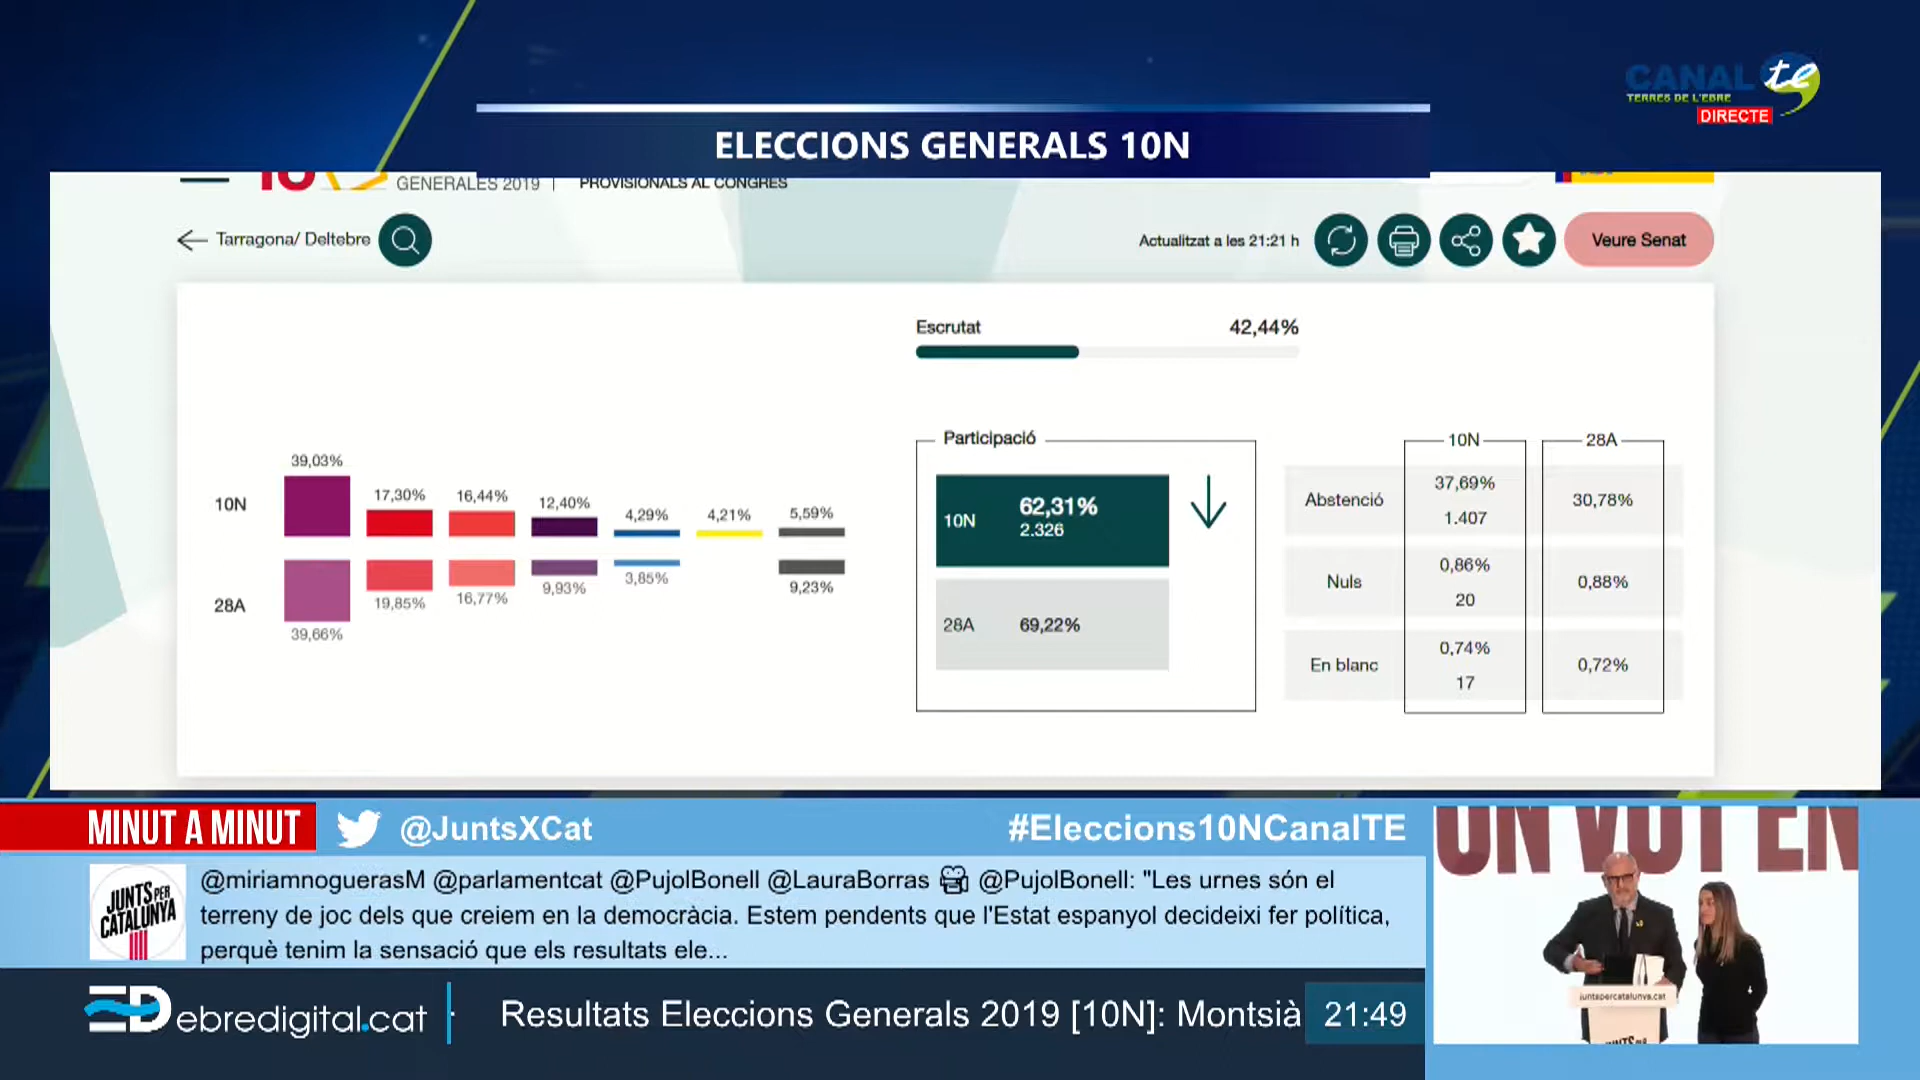 CANAL te
TERRES DE L'EBRE
DIRECTE
ELECCIONS GENERALS 10N
GENERALES 2019 | PROVISIONALS AL CONGRÉS
Tarragona/ Deltebre
Actualitzat a les 21:21 h
Veure Senat
Escrutat 42,44%
10N
39,03% 17,30% 16,44% 12,40% 4,29% 4,21% 5,59%
28A
39,66% 19,85% 16,77% 9,93% 3,85% 9,23%
Participació
10N 62,31%
2.326
28A 69,22%
10N 28A
Abstenció 37,69% 30,78%
1.407
Nuls 0,86% 0,88%
20
En blanc 0,74% 0,72%
17
MINUT A MINUT @JuntsXCat #Eleccions10NCanalTE
JUNTS PER
CATALUNYA
@miriamnoguerasM @parlamentcat @PujolBonell @LauraBorras 🎥 @PujolBonell: "Les urnes són el
terreny de joc dels que creiem en la democràcia. Estem pendents que l'Estat espanyol decideixi fer política,
perquè tenim la sensació que els resultats ele...
ebredigital.cat
Resultats Eleccions Generals 2019 [10N]: Montsià
21:49
UN VOT EN
juntspercatalunya.cat